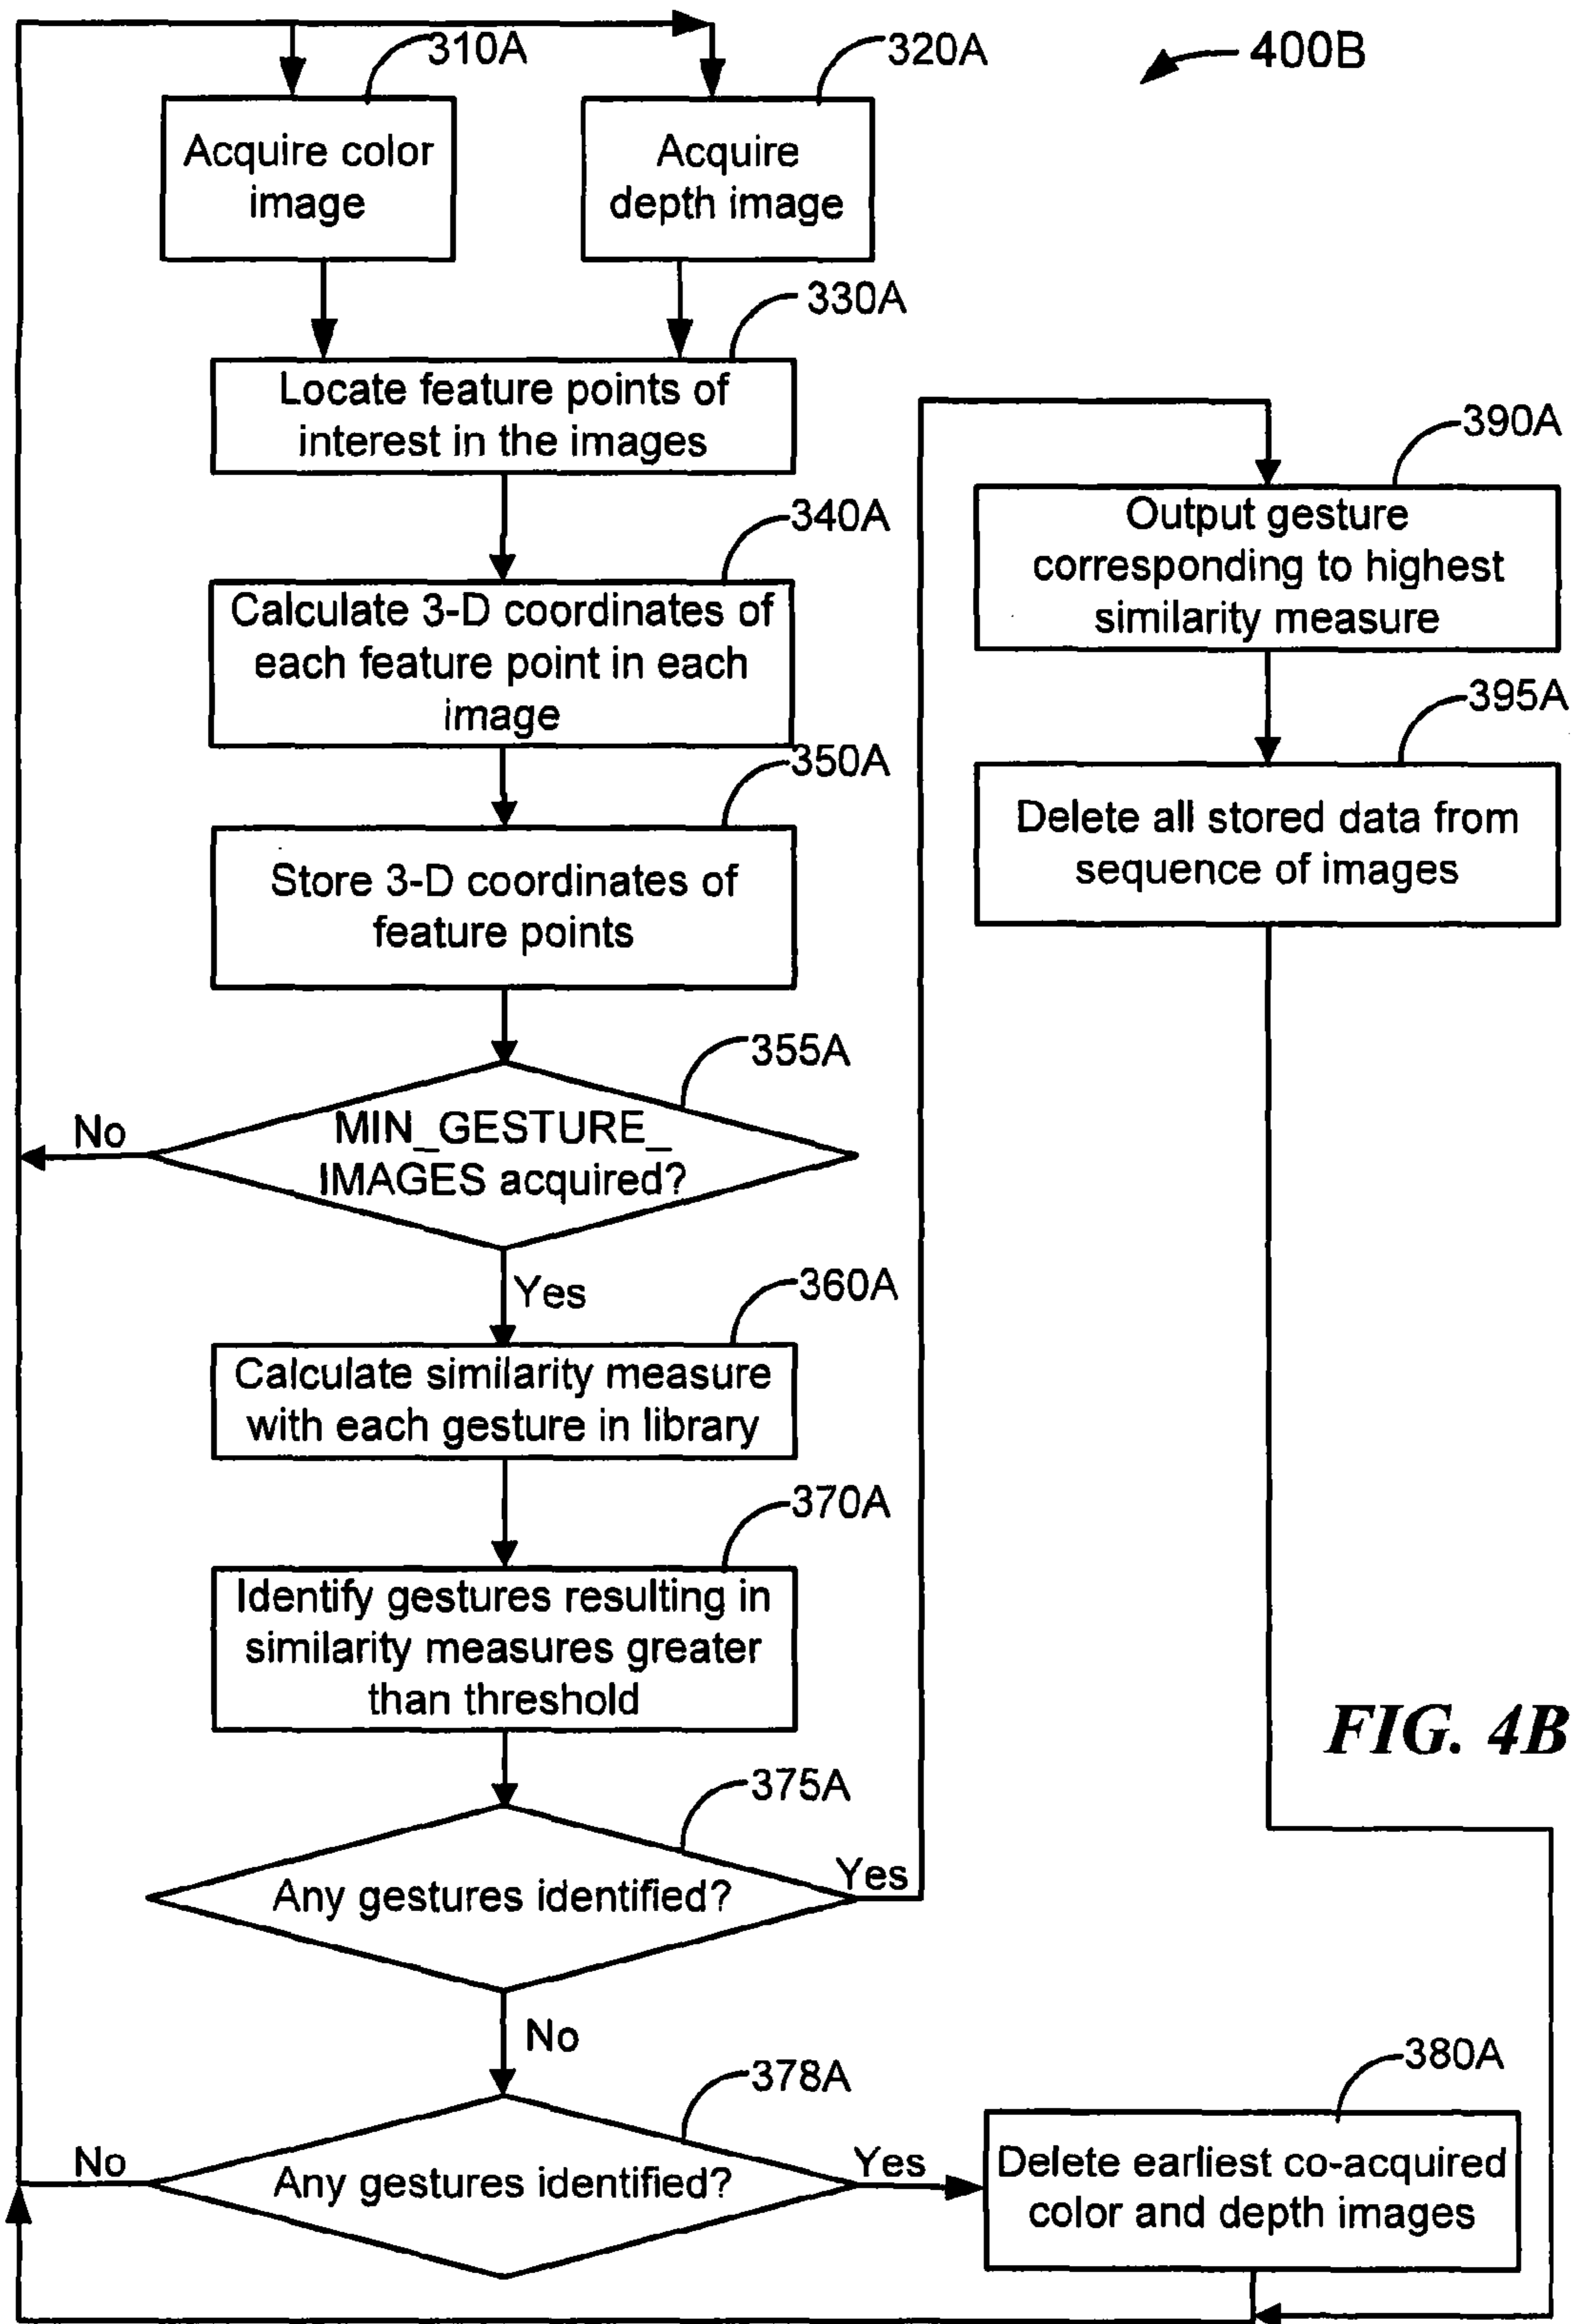 400B
310A
320A
Acquire color
image
Acquire
depth image
330A
Locate feature points of
interest in the images
340A
Calculate 3-D coordinates of
each feature point in each
image
350A
Store 3-D coordinates of
feature points
355A
MIN_GESTURE_
IMAGES acquired?
No
Yes
360A
Calculate similarity measure
with each gesture in library
370A
Identify gestures resulting in
similarity measures greater
than threshold
375A
Any gestures identified?
Yes
No
378A
Any gestures identified?
No
Yes
380A
Delete earliest co-acquired
color and depth images
390A
Output gesture
corresponding to highest
similarity measure
395A
Delete all stored data from
sequence of images
FIG. 4B